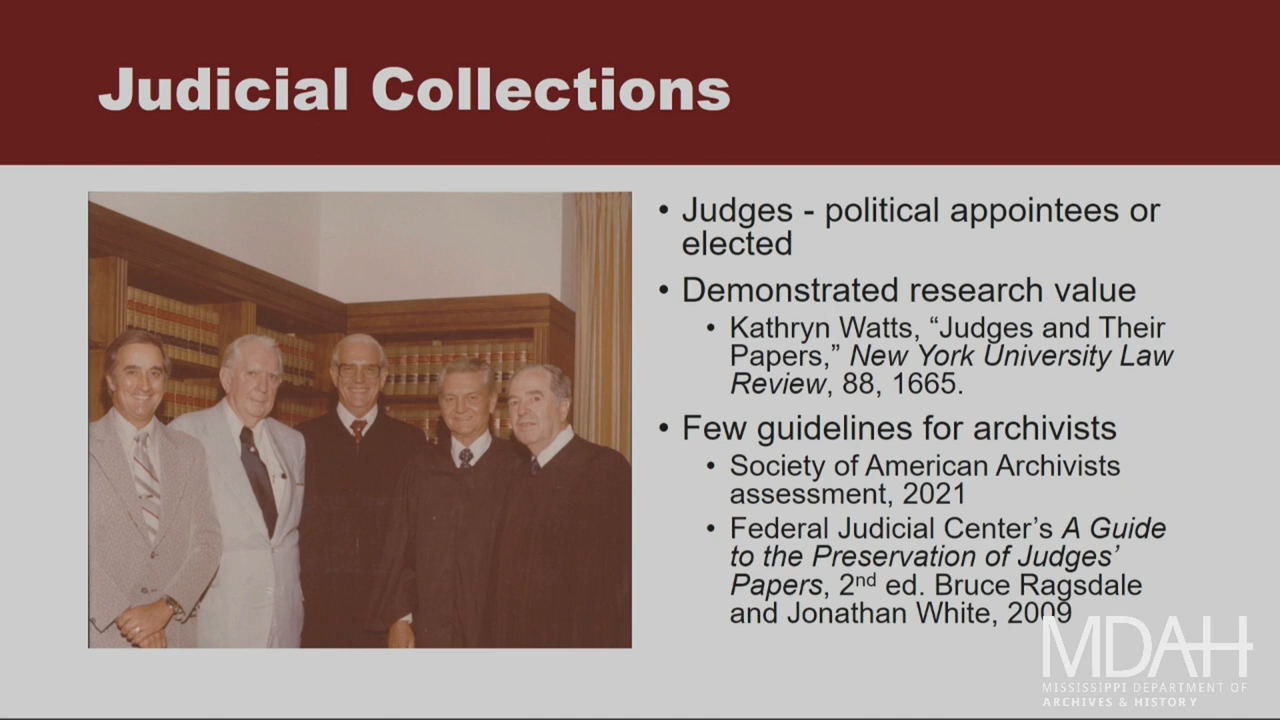 Judicial Collections
• Judges - political appointees or
elected
• Demonstrated research value
• Kathryn Watts, “Judges and Their
Papers,” New York University Law
Review, 88, 1665.
• Few guidelines for archivists
• Society of American Archivists
assessment, 2021
• Federal Judicial Center’s A Guide
to the Preservation of Judges’
Papers, 2nd ed. Bruce Ragsdale
and Jonathan White, 2009
MDAH
MISSISSIPPI DEPARTMENT OF
ARCHIVES & HISTORY